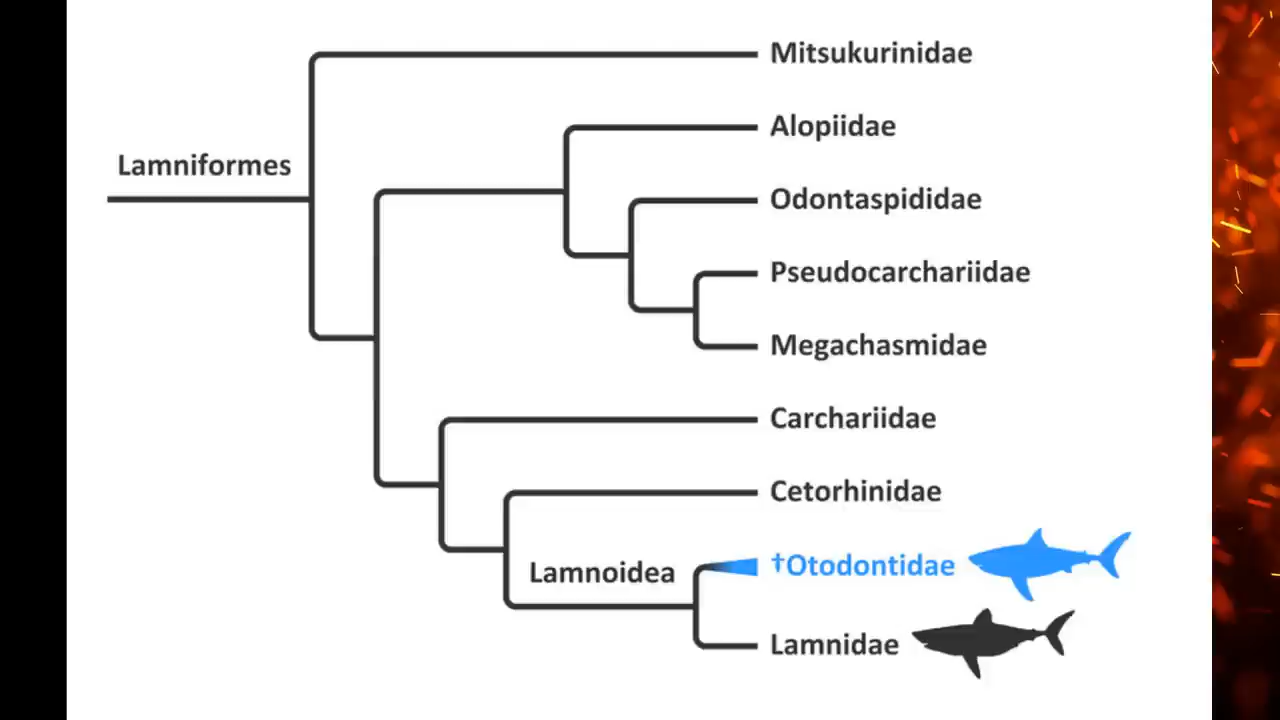 Mitsukurinidae
Alopiidae
Lamniformes
Odontaspididae
Pseudocarchariidae
Megachasmidae
Carchariidae
Cetorhinidae
Lamnoidea
†Otodontidae
Lamnidae